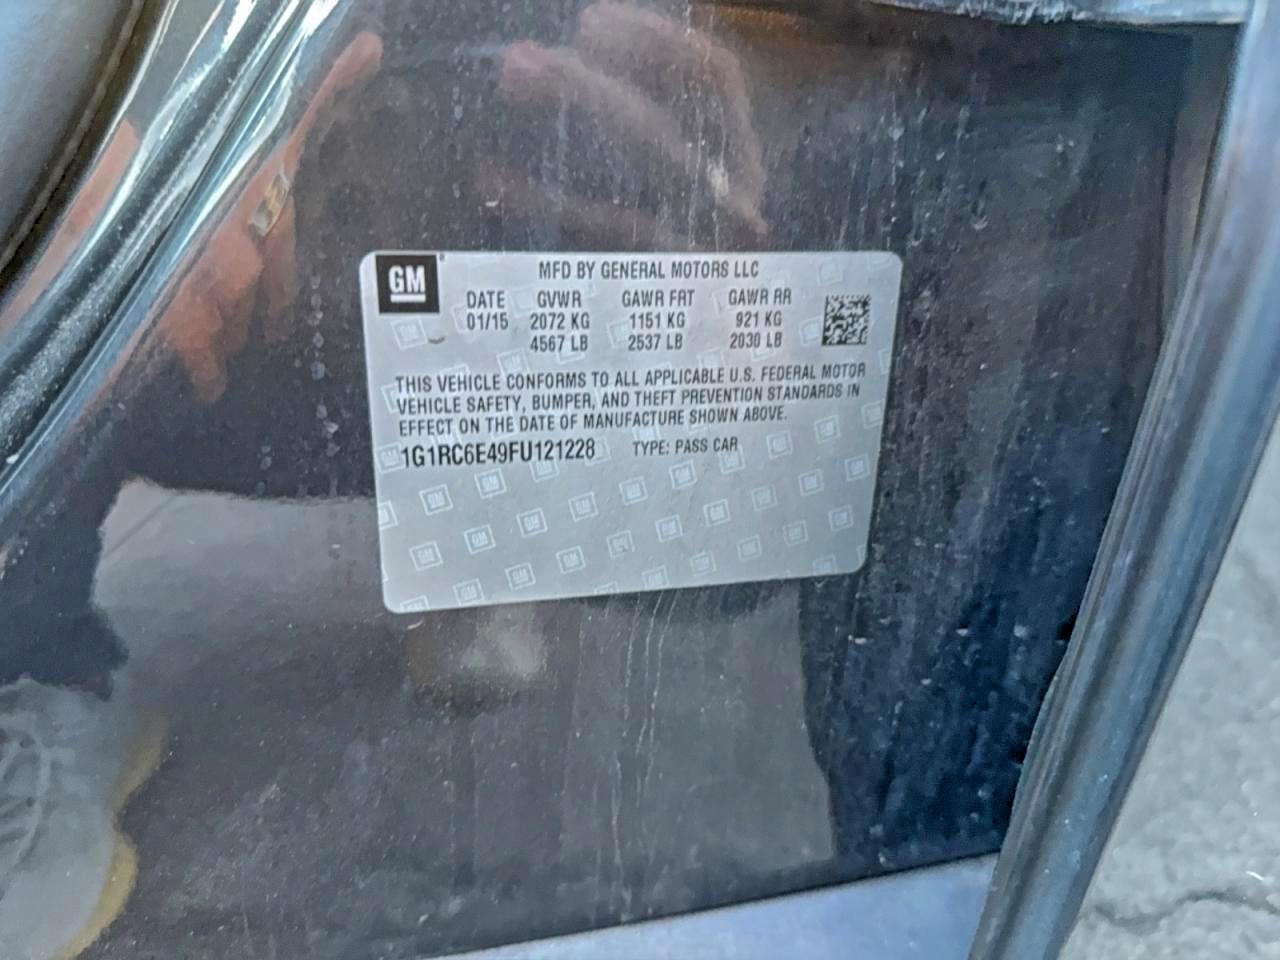 GM
MFD BY GENERAL MOTORS LLC
DATE GVWR GAWR FRT GAWR RR
01/15 2072 KG 1151 KG 921 KG
4567 LB 2537 LB 2030 LB
THIS VEHICLE CONFORMS TO ALL APPLICABLE U.S. FEDERAL MOTOR
VEHICLE SAFETY, BUMPER, AND THEFT PREVENTION STANDARDS IN
EFFECT ON THE DATE OF MANUFACTURE SHOWN ABOVE.
1G1RC6E49FU121228 TYPE: PASS CAR